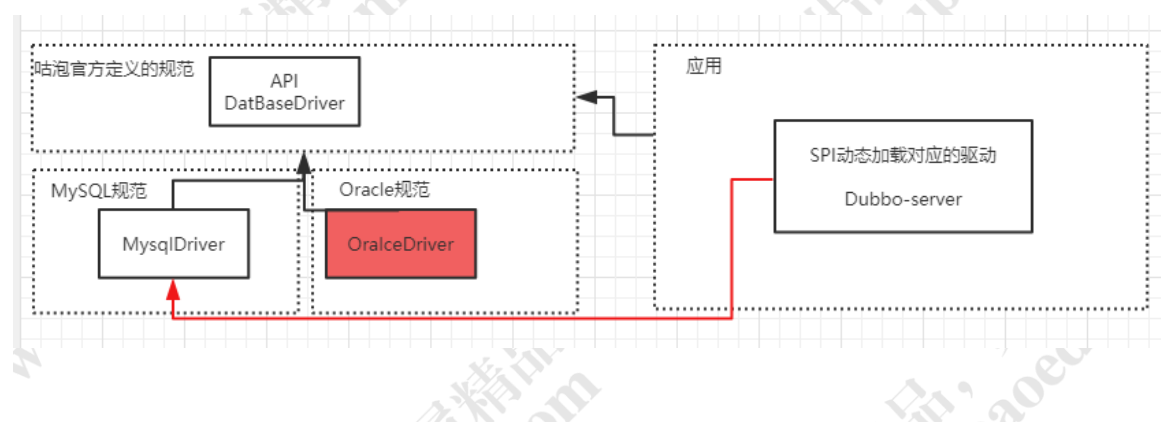 咕泡官方定义的规范
API
DatBaseDriver
应用
SPI动态加载对应的驱动
Dubbo-server
MySQL规范
MysqlDriver
Oracle规范
OralceDriver